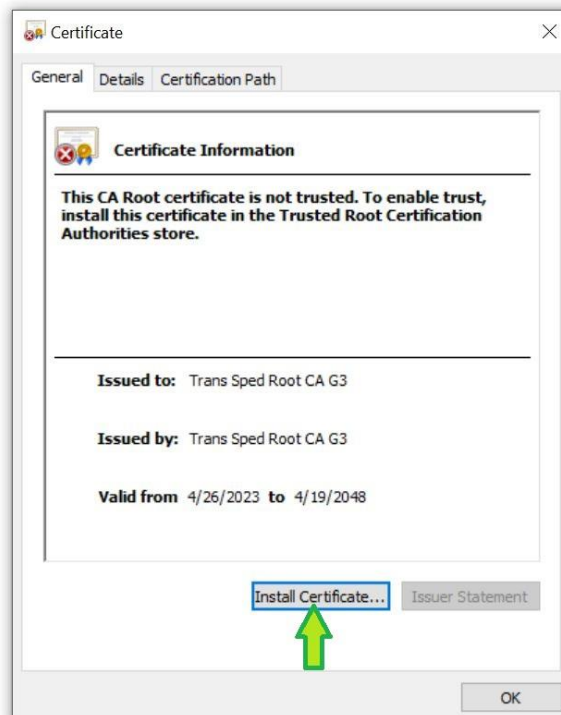 Certificate
General Details Certification Path
Certificate Information
This CA Root certificate is not trusted. To enable trust,
install this certificate in the Trusted Root Certification
Authorities store.
Issued to: Trans Sped Root CA G3
Issued by: Trans Sped Root CA G3
Valid from 4/26/2023 to 4/19/2048
Install Certificate... Issuer Statement
OK